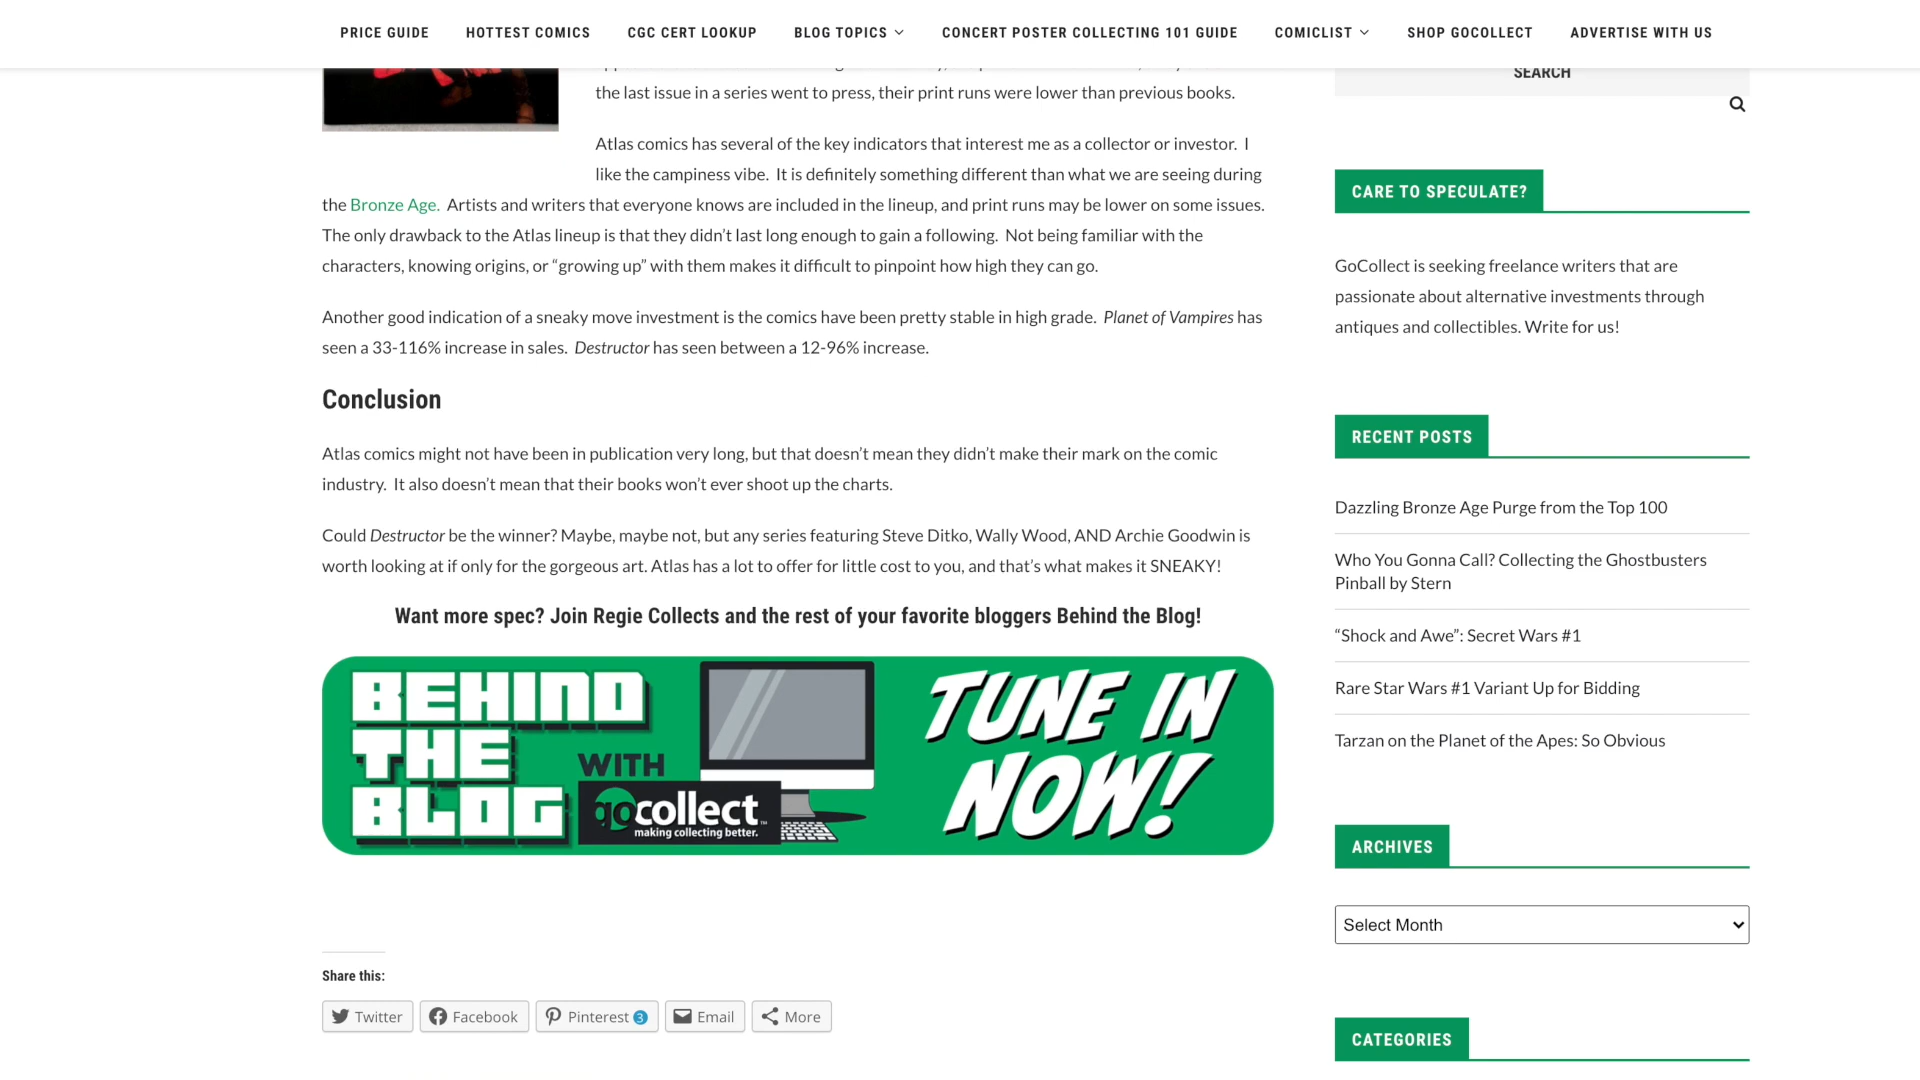 PRICE GUIDE HOTTEST COMICS CGC CERT LOOKUP BLOG TOPICS CONCERT POSTER COLLECTING 101 GUIDE COMICLIST SHOP GOCOLLECT ADVERTISE WITH US
the last issue in a series went to press, their print runs were lower than previous books.
Atlas comics has several of the key indicators that interest me as a collector or investor.  I
like the campiness vibe.  It is definitely something different than what we are seeing during
the Bronze Age.  Artists and writers that everyone knows are included in the lineup, and print runs may be lower on some issues.
The only drawback to the Atlas lineup is that they didn’t last long enough to gain a following.  Not being familiar with the
characters, knowing origins, or “growing up” with them makes it difficult to pinpoint how high they can go.
Another good indication of a sneaky move investment is the comics have been pretty stable in high grade.  Planet of Vampires has
seen a 33-116% increase in sales.  Destructor has seen between a 12-96% increase.
Conclusion
Atlas comics might not have been in publication very long, but that doesn’t mean they didn’t make their mark on the comic
industry.  It also doesn’t mean that their books won’t ever shoot up the charts.
Could Destructor be the winner? Maybe, maybe not, but any series featuring Steve Ditko, Wally Wood, AND Archie Goodwin is
worth looking at if only for the gorgeous art. Atlas has a lot to offer for little cost to you, and that’s what makes it SNEAKY!
Want more spec? Join Regie Collects and the rest of your favorite bloggers Behind the Blog!
BEHIND
THE
BLOG
WITH
gocollect™
making collecting better.
TUNE IN
NOW!
Share this:
Twitter Facebook Pinterest 3 Email More
SEARCH
CARE TO SPECULATE?
GoCollect is seeking freelance writers that are
passionate about alternative investments through
antiques and collectibles. Write for us!
RECENT POSTS
Dazzling Bronze Age Purge from the Top 100
Who You Gonna Call? Collecting the Ghostbusters
Pinball by Stern
“Shock and Awe”: Secret Wars #1
Rare Star Wars #1 Variant Up for Bidding
Tarzan on the Planet of the Apes: So Obvious
ARCHIVES
Select Month
CATEGORIES